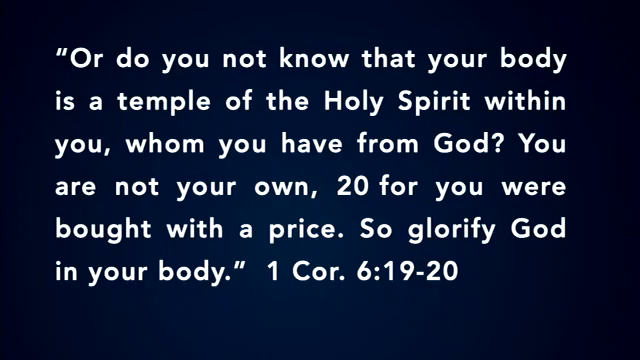 "Or do you not know that your body
is a temple of the Holy Spirit within
you, whom you have from God? You
are not your own, 20 for you were
bought with a price. So glorify God
in your body." 1 Cor. 6:19-20